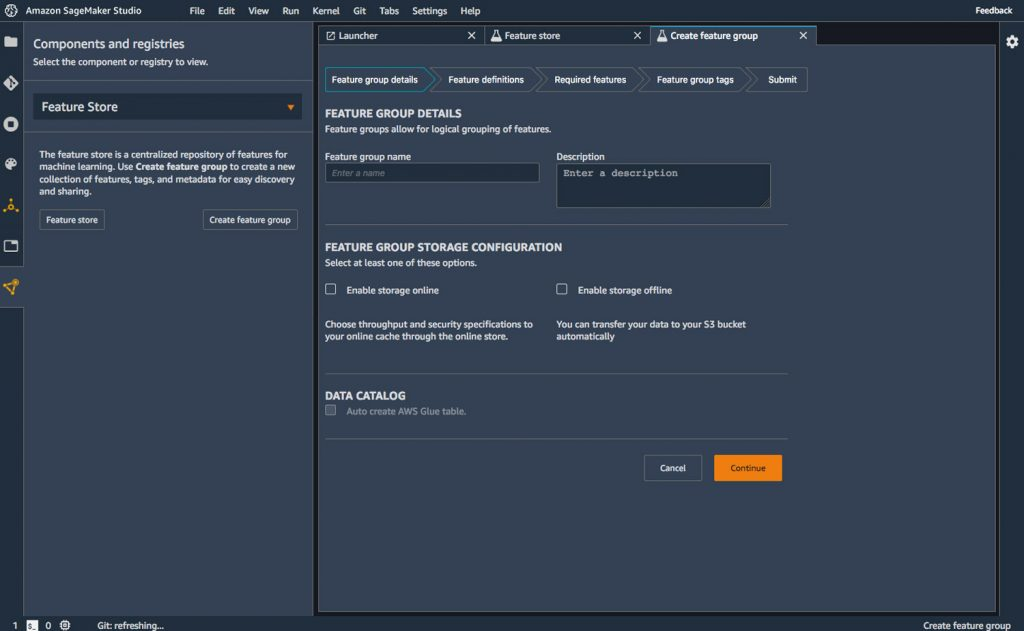 Amazon SageMaker Studio File Edit View Run Kernel Git Tabs Settings Help Feedback
Components and registries
Select the component or registry to view.
Feature Store
The feature store is a centralized repository of features for
machine learning. Use Create feature group to create a new
collection of features, tags, and metadata for easy discovery
and sharing.
Feature store Create feature group
Launcher Feature store Create feature group
Feature group details Feature definitions Required features Feature group tags Submit
FEATURE GROUP DETAILS
Feature groups allow for logical grouping of features.
Feature group name Description
Enter a name Enter a description
FEATURE GROUP STORAGE CONFIGURATION
Select at least one of these options.
Enable storage online Enable storage offline
Choose throughput and security specifications to You can transfer your data to your S3 bucket
your online cache through the online store. automatically
DATA CATALOG
Auto create AWS Glue table.
Cancel Continue
1 $_ 0 Git: refreshing... Create feature group